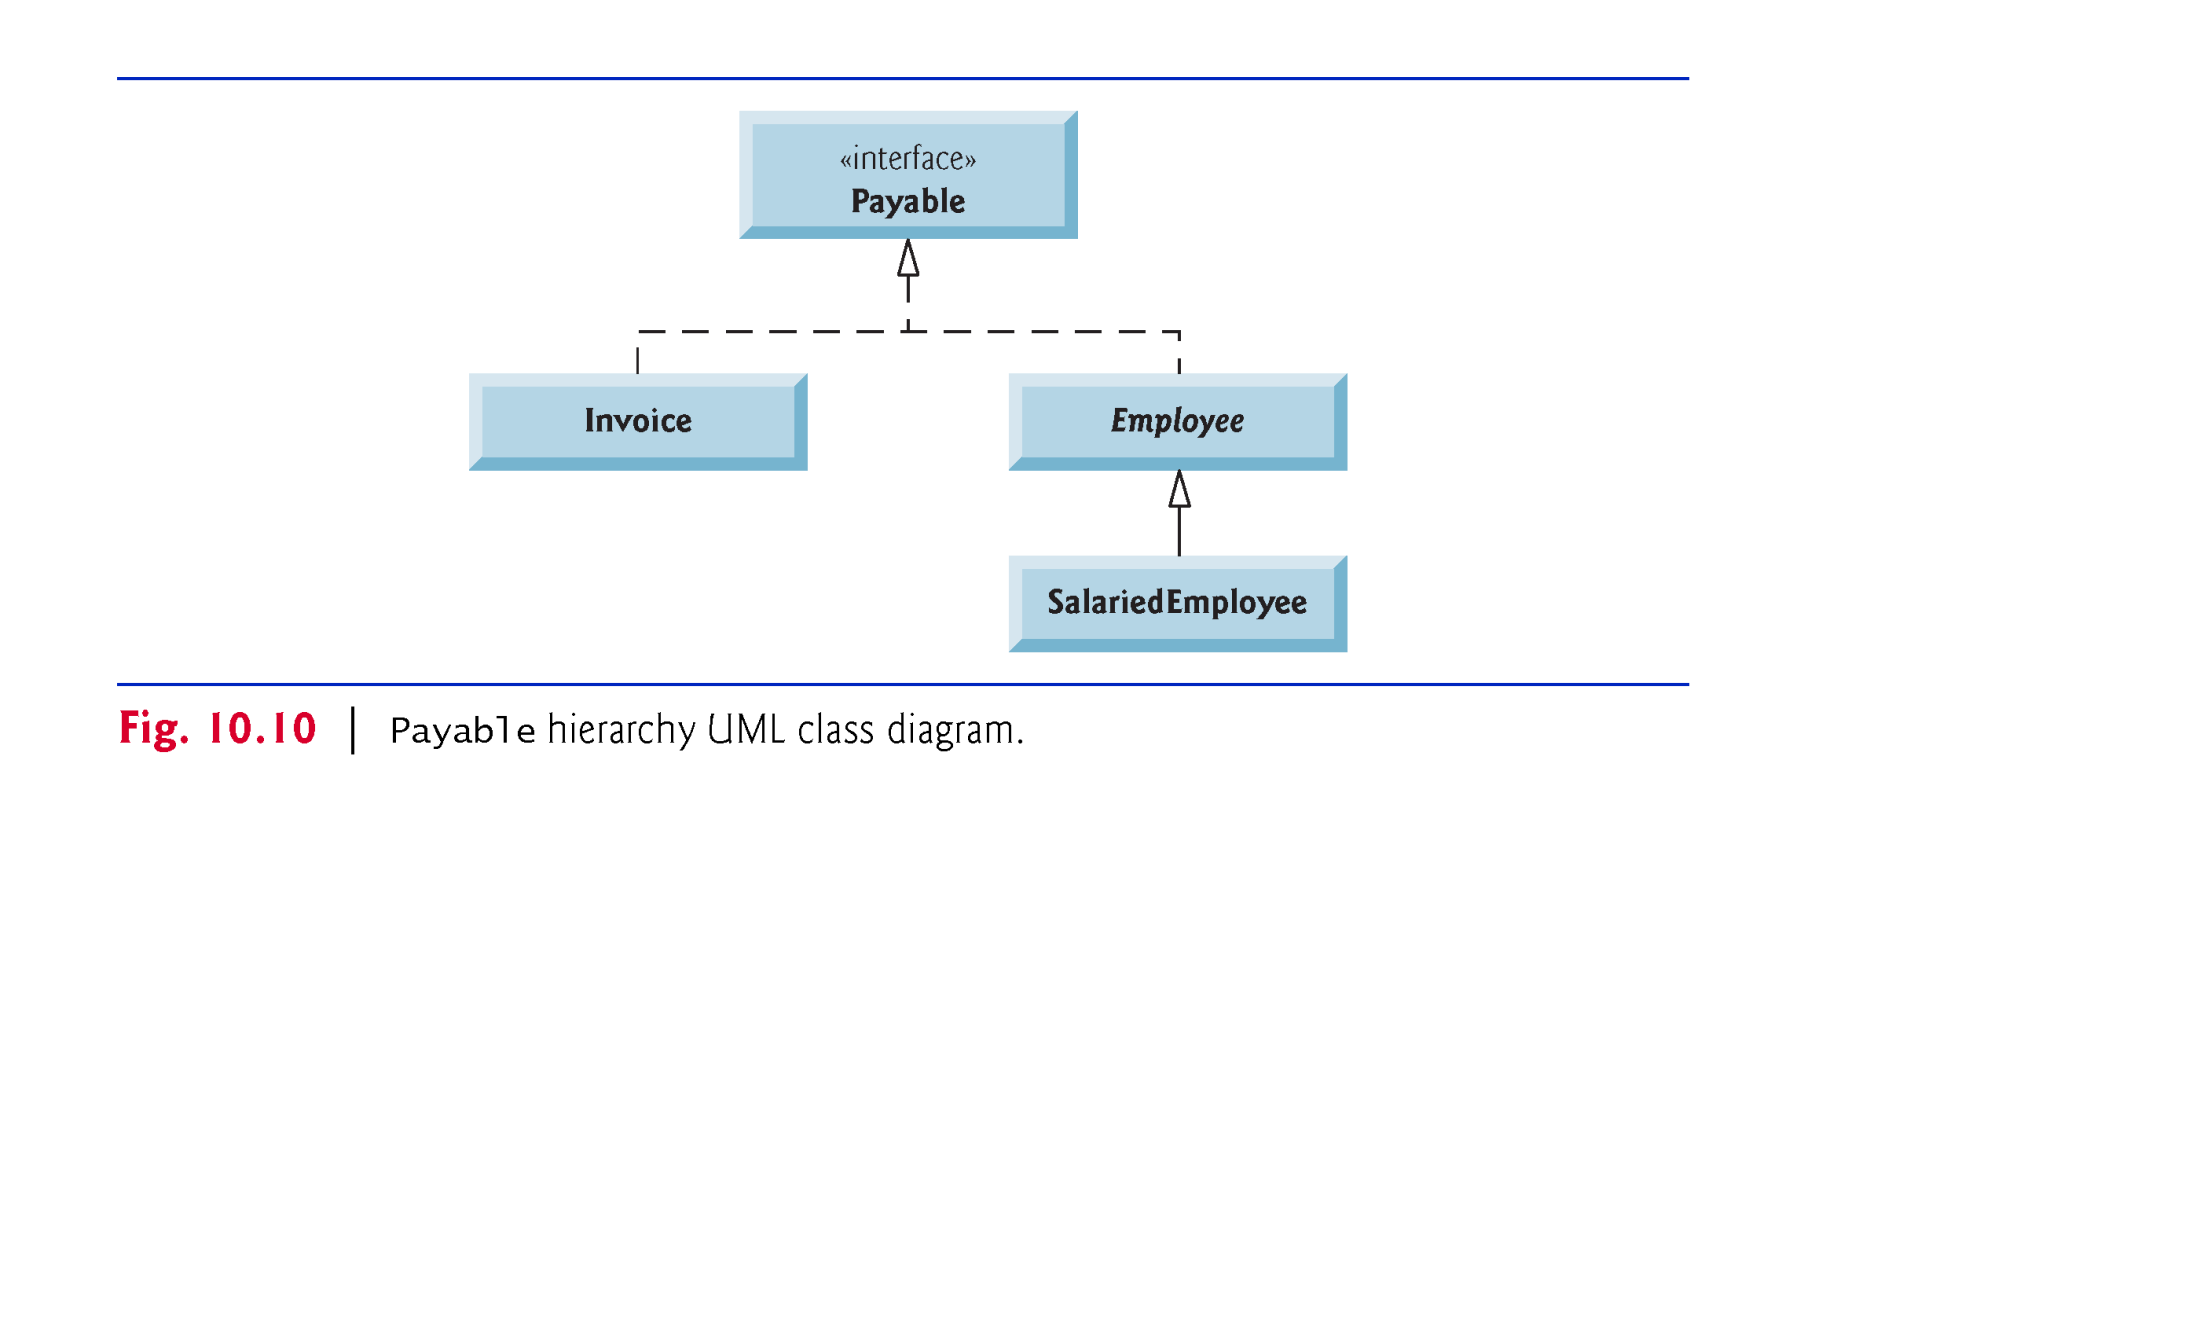 «interface»
Payable
Invoice
Employee
SalariedEmployee
Fig. 10.10 | Payable hierarchy UML class diagram.